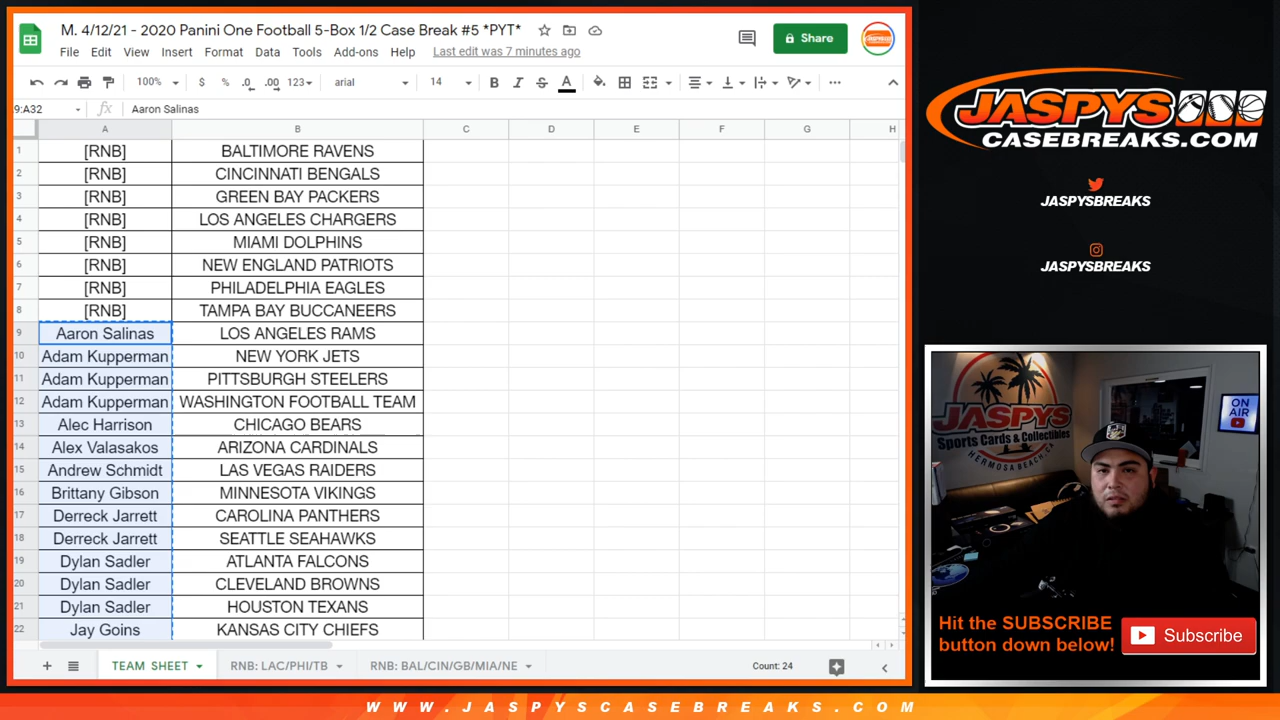 M. 4/12/21 - 2020 Panini One Football 5-Box 1/2 Case Break #5 *PYT*
File Edit View Insert Format Data Tools Add-ons Help Last edit was 7 minutes ago
Share
100% $ % .0 .00 123 arial 14 B I S A
9:A32 fx Aaron Salinas
A B C D E F G H
1 [RNB] BALTIMORE RAVENS
2 [RNB] CINCINNATI BENGALS
3 [RNB] GREEN BAY PACKERS
4 [RNB] LOS ANGELES CHARGERS
5 [RNB] MIAMI DOLPHINS
6 [RNB] NEW ENGLAND PATRIOTS
7 [RNB] PHILADELPHIA EAGLES
8 [RNB] TAMPA BAY BUCCANEERS
9 Aaron Salinas LOS ANGELES RAMS
10 Adam Kupperman NEW YORK JETS
11 Adam Kupperman PITTSBURGH STEELERS
12 Adam Kupperman WASHINGTON FOOTBALL TEAM
13 Alec Harrison CHICAGO BEARS
14 Alex Valasakos ARIZONA CARDINALS
15 Andrew Schmidt LAS VEGAS RAIDERS
16 Brittany Gibson MINNESOTA VIKINGS
17 Derreck Jarrett CAROLINA PANTHERS
18 Derreck Jarrett SEATTLE SEAHAWKS
19 Dylan Sadler ATLANTA FALCONS
20 Dylan Sadler CLEVELAND BROWNS
21 Dylan Sadler HOUSTON TEXANS
22 Jay Goins KANSAS CITY CHIEFS
TEAM SHEET RNB: LAC/PHI/TB RNB: BAL/CIN/GB/MIA/NE Count: 24
JASPYS
CASEBREAKS.COM
JASPYSBREAKS
JASPYSBREAKS
JASPYS
Sports Cards & Collectibles
HERMOSA BEACH, CA
ON
AIR
Hit the SUBSCRIBE
button down below!
Subscribe
WWW.JASPYSCASEBREAKS.COM